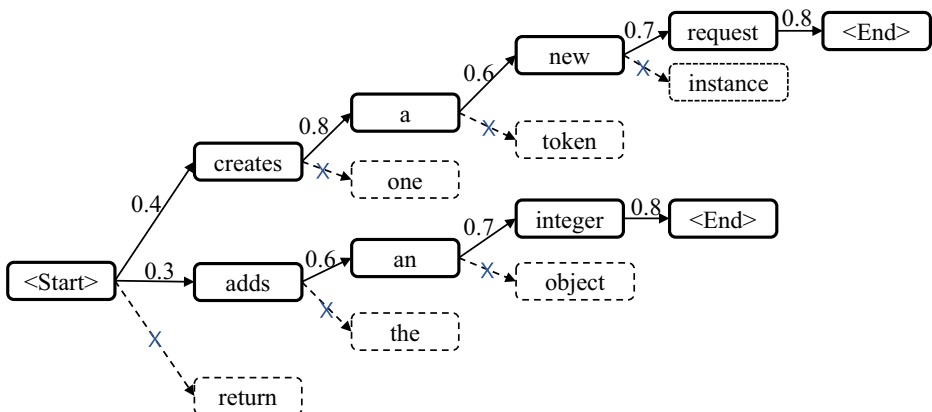 0.8
request
<End>
0.7
new
instance
0.6
a
0.8
token
creates
one
0.4
integer
0.8
<End>
0.7
an
0.6
<Start>
0.3
adds
object
the
return